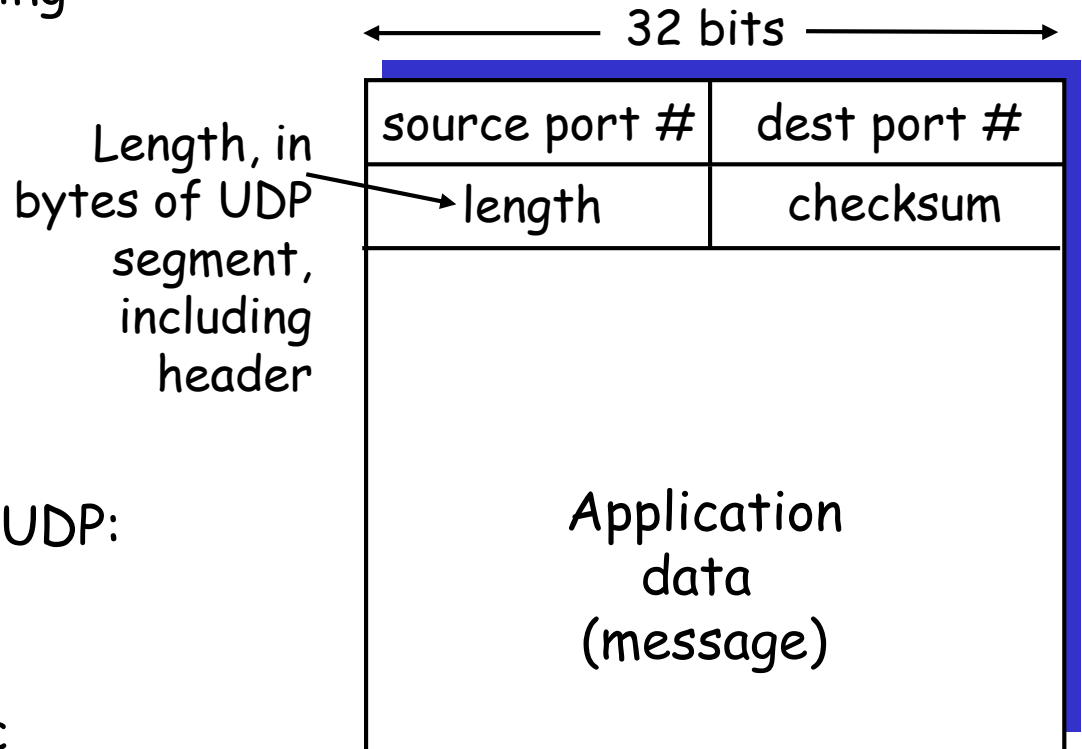 32 bits
source port #
dest port #
Length, in
bytes of UDP
segment,
including
header
length
checksum
UDP:
Application
data
(message)